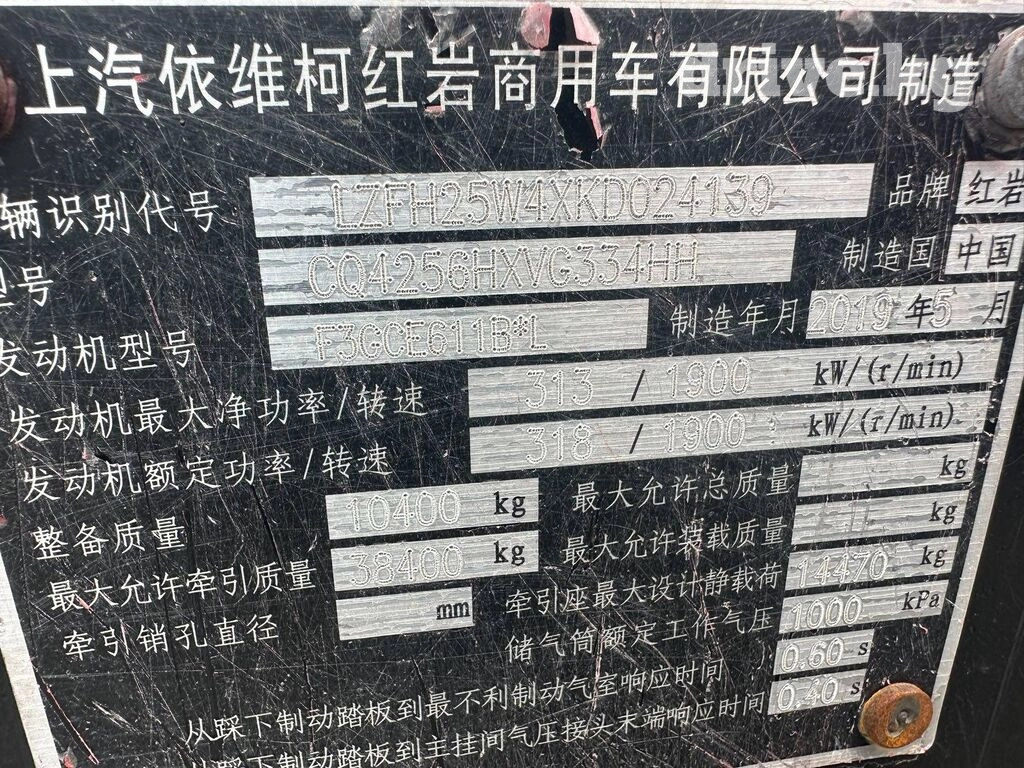 上汽依维柯红岩商用车有限公司 制造
辆识别代号 LZFH25W4XKD024139 品牌 红岩
型号 CQ4256HXVG334HH 制造国 中国
发动机型号 F3GCE611B*L 制造年月 2019 年 5 月
发动机最大净功率/转速 313 / 1900 kW/(r/min)
发动机额定功率/转速 318 / 1900 kW/(r/min)
整备质量 10400 kg 最大允许总质量 kg
最大允许牵引质量 38400 kg 最大允许装载质量 kg
牵引销孔直径 mm 牵引座最大设计静载荷 14470 kg
储气筒额定工作气压 1000 kPa
从踩下制动踏板到最不利制动气室响应时间 0.60 s
从踩下制动踏板到主挂间气压接头末端响应时间 0.40 s